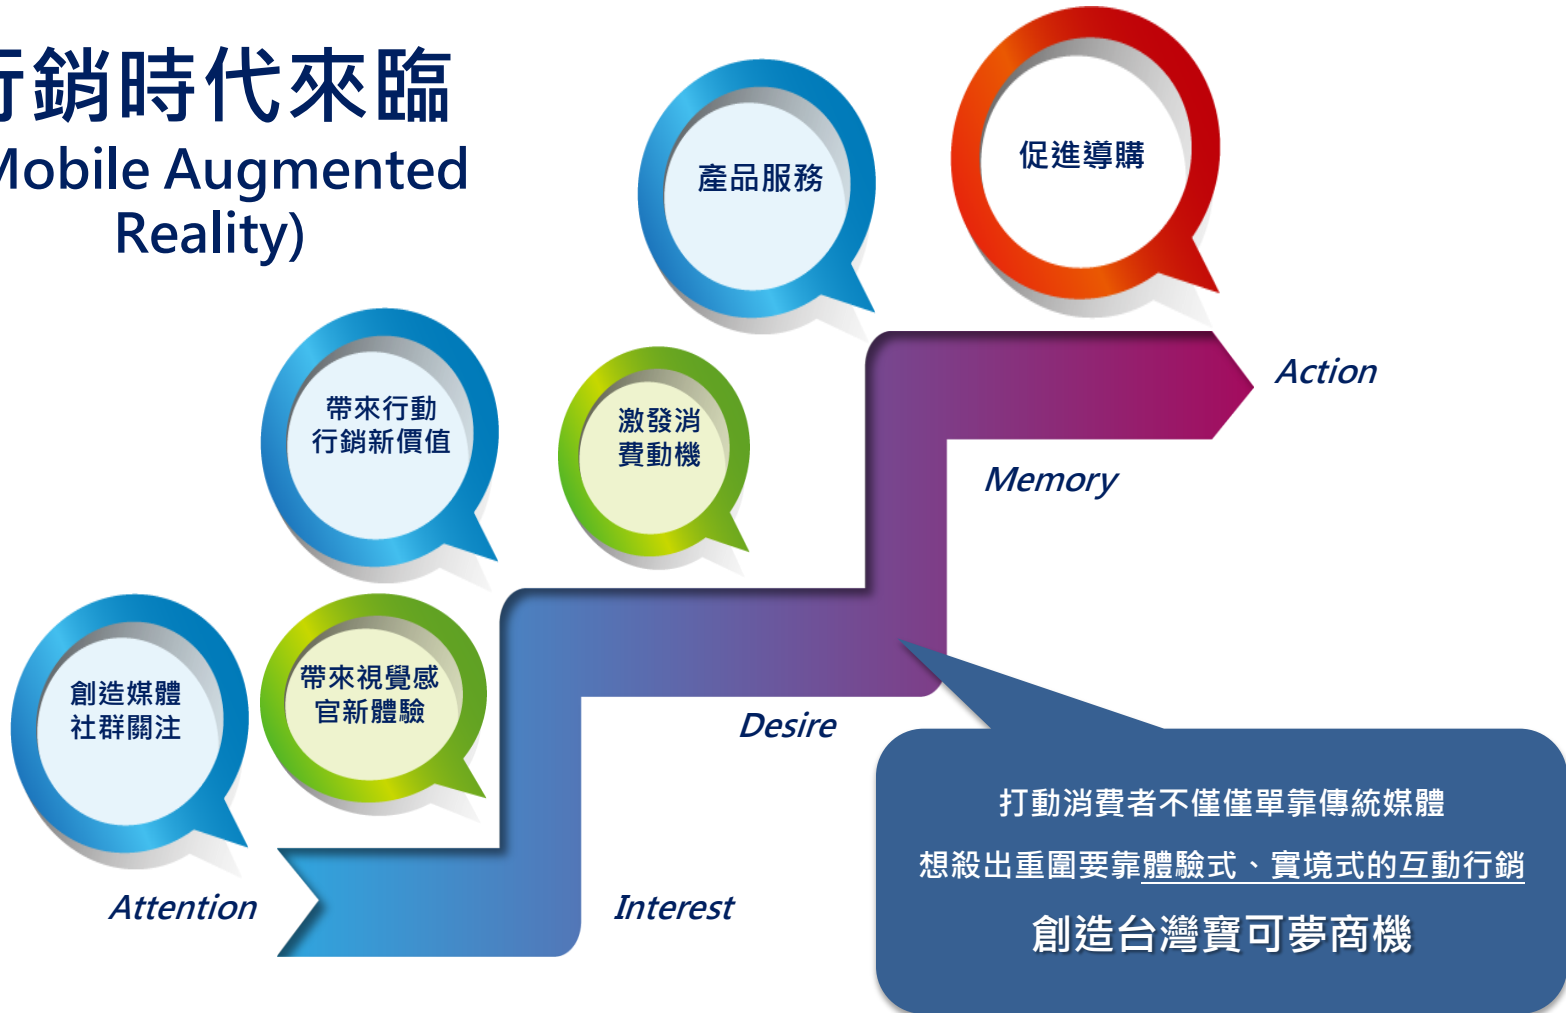 行銷時代來臨
Mobile Augmented
Reality)
產品服務
促進導購
帶來行動
行銷新價值
激發消
費動機
創造媒體
社群關注
帶來視覺感
官新體驗
Action
Memory
Desire
Attention
Interest
打動消費者不僅僅單靠傳統媒體
想殺出重圍要靠體驗式、實境式的互動行銷
創造台灣寶可夢商機